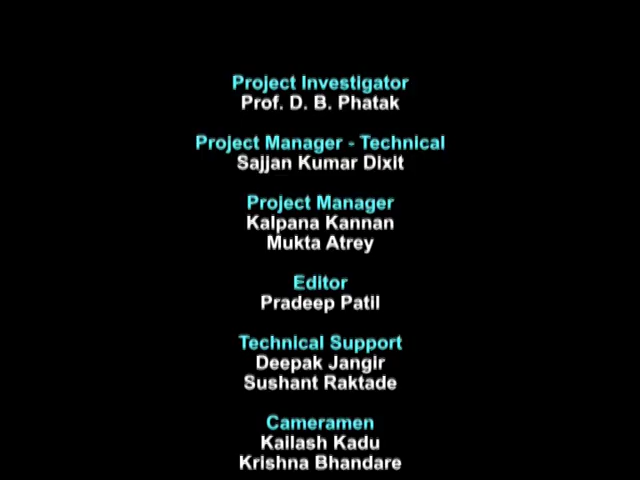 Project Investigator
Prof. D. B. Phatak
Project Manager - Technical
Sajjan Kumar Dixit
Project Manager
Kalpana Kannan
Mukta Atrey
Editor
Pradeep Patil
Technical Support
Deepak Jangir
Sushant Raktade
Cameramen
Kailash Kadu
Krishna Bhandare